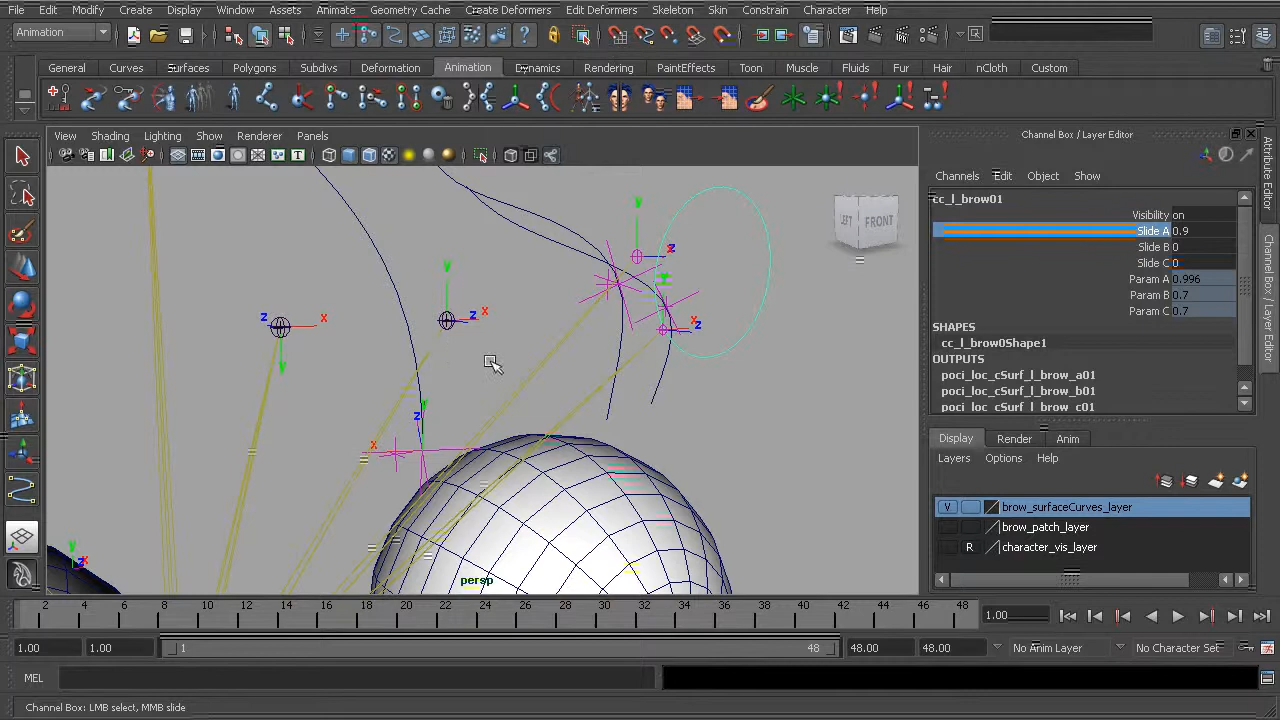 File Edit Modify Create Display Window Assets Animate Geometry Cache Create Deformers Edit Deformers Skeleton Skin Constrain Character Help
Animation
General Curves Surfaces Polygons Subdivs Deformation Animation Dynamics Rendering PaintEffects Toon Muscle Fluids Fur Hair nCloth Custom
View Shading Lighting Show Renderer Panels
Channel Box / Layer Editor
Channels Edit Object Show
cc_l_brow01
Visibility on
Slide A 0.9
Slide B 0
Slide C 0
Param A 0.996
Param B 0.7
Param C 0.7
SHAPES
cc_l_brow0Shape1
OUTPUTS
poci_loc_cSurf_l_brow_a01
poci_loc_cSurf_l_brow_b01
poci_loc_cSurf_l_brow_c01
Attribute Editor
Channel Box / Layer Editor
LEFT FRONT
y
z x
y
z x
y
z x
y
x z
y
z
x
y
z x
persp
Display Render Anim
Layers Options Help
V brow_surfaceCurves_layer
brow_patch_layer
R character_vis_layer
2 4 6 8 10 12 14 16 18 20 22 24 26 28 30 32 34 36 38 40 42 44 46 48
1.00
1.00 1.00 1 48 48.00 48.00 No Anim Layer No Character Set
MEL
Channel Box: LMB select, MMB slide